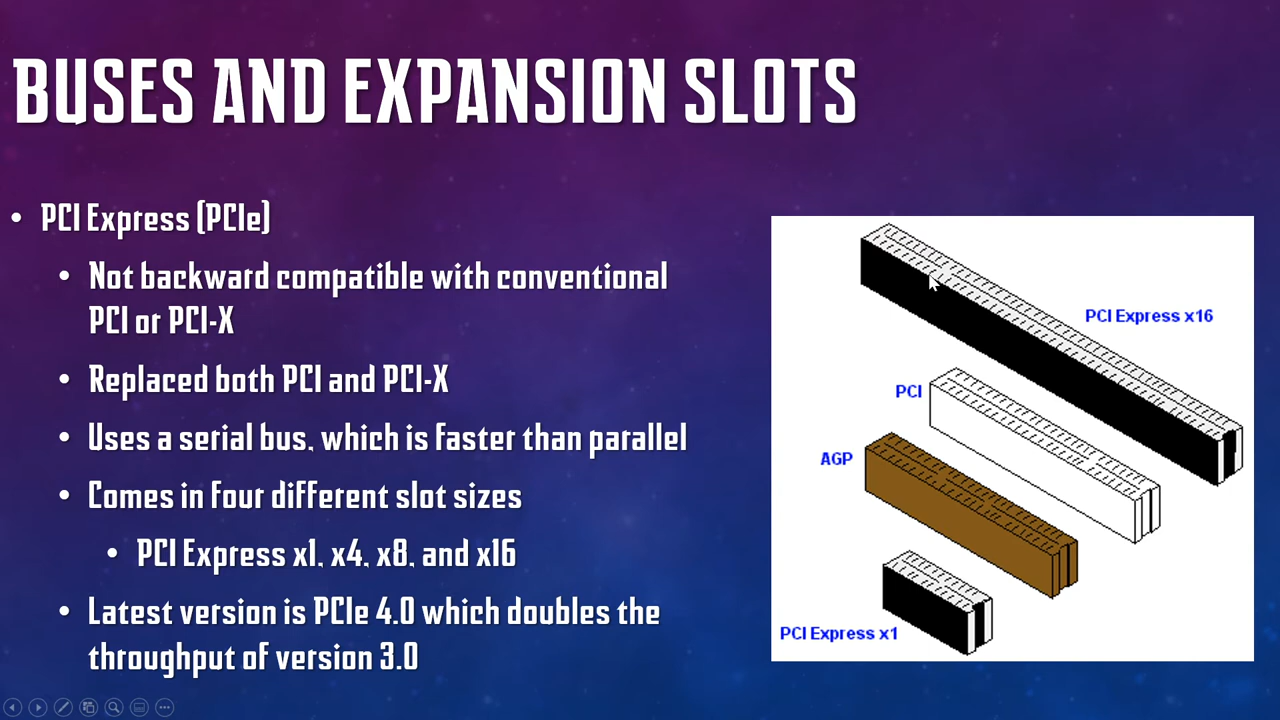 BUSES AND EXPANSION SLOTS
• PCI Express (PCIe)
• Not backward compatible with conventional
PCI or PCI-X
• Replaced both PCI and PCI-X
• Uses a serial bus, which is faster than parallel
• Comes in four different slot sizes
• PCI Express x1, x4, x8, and x16
• Latest version is PCIe 4.0 which doubles the
throughput of version 3.0
PCI Express x16
PCI
AGP
PCI Express x1